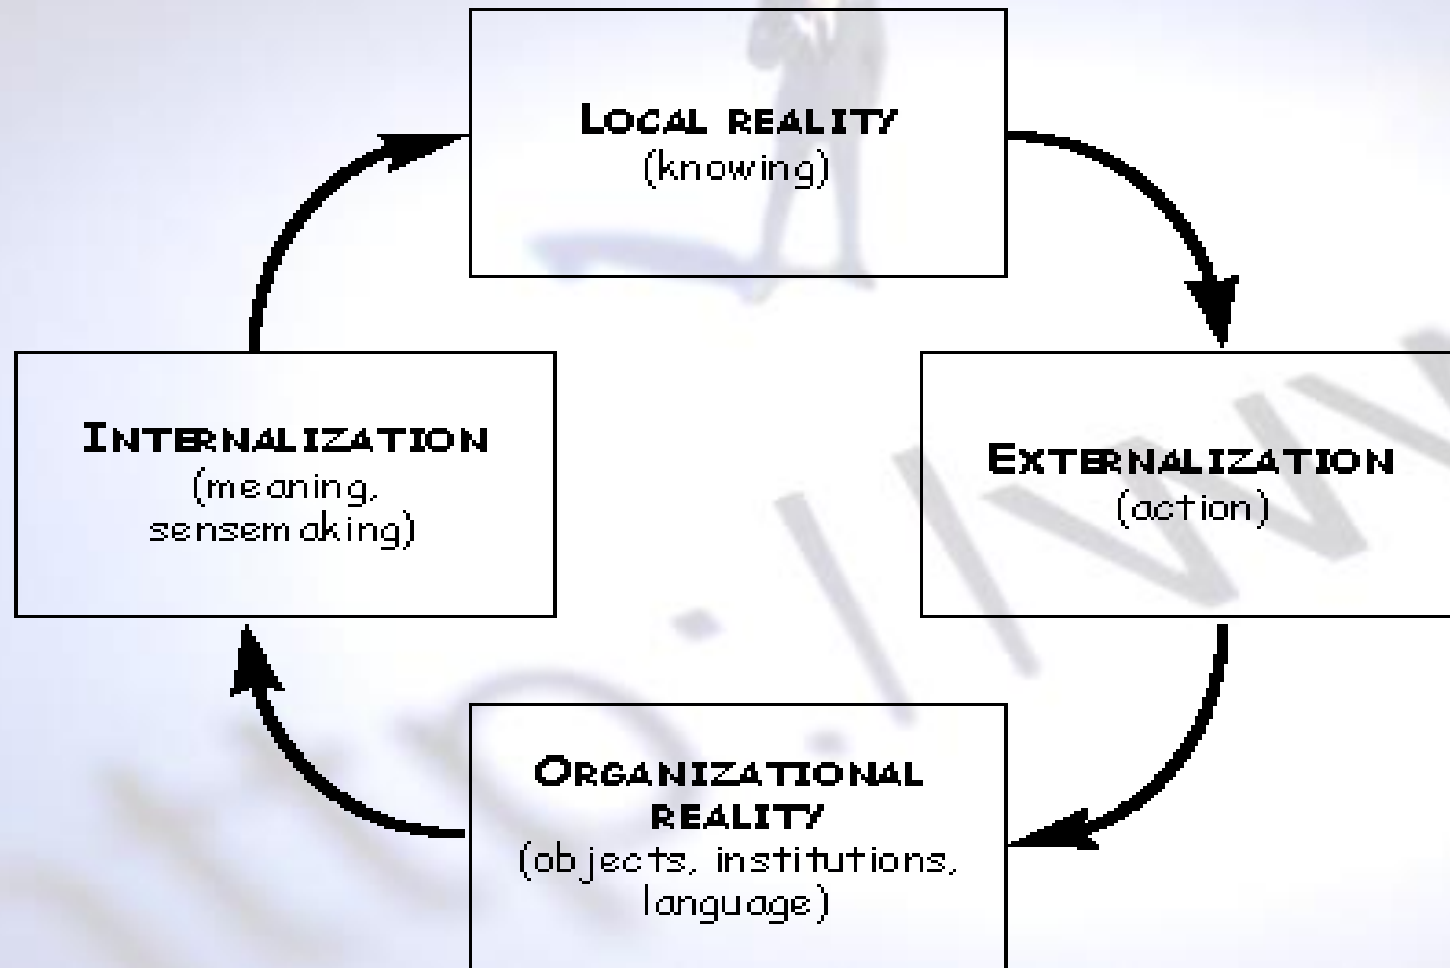 LOCAL REALITY
(knowing)
INTERNALIZATION
(meaning,
sensemaking)
EXTERNALIZATION
(action)
ORGANIZATIONAL
REALITY
(objects, institutions,
language)